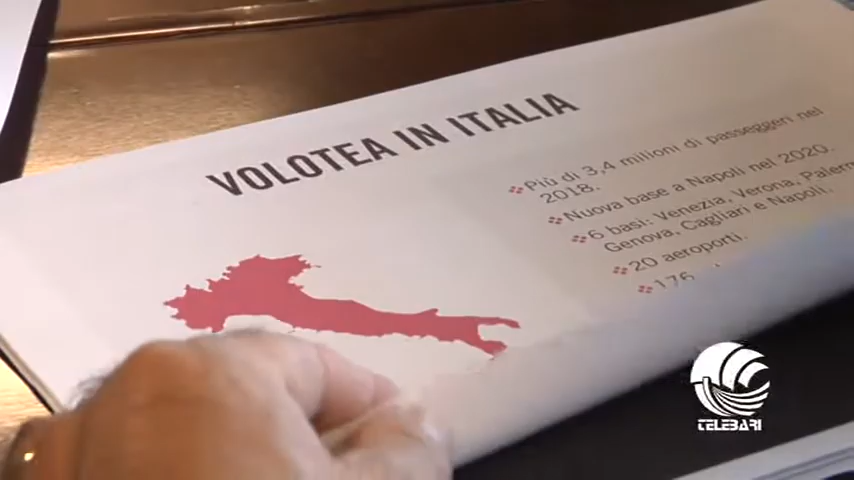 VOLOTEA IN ITALIA
Più di 3,4 milioni di passeggeri nel
2018.
Nuova base a Napoli nel 2020.
6 basi: Venezia, Verona, Palermo
Genova, Cagliari e Napoli.
20 aeroporti.
176
TELEBARI